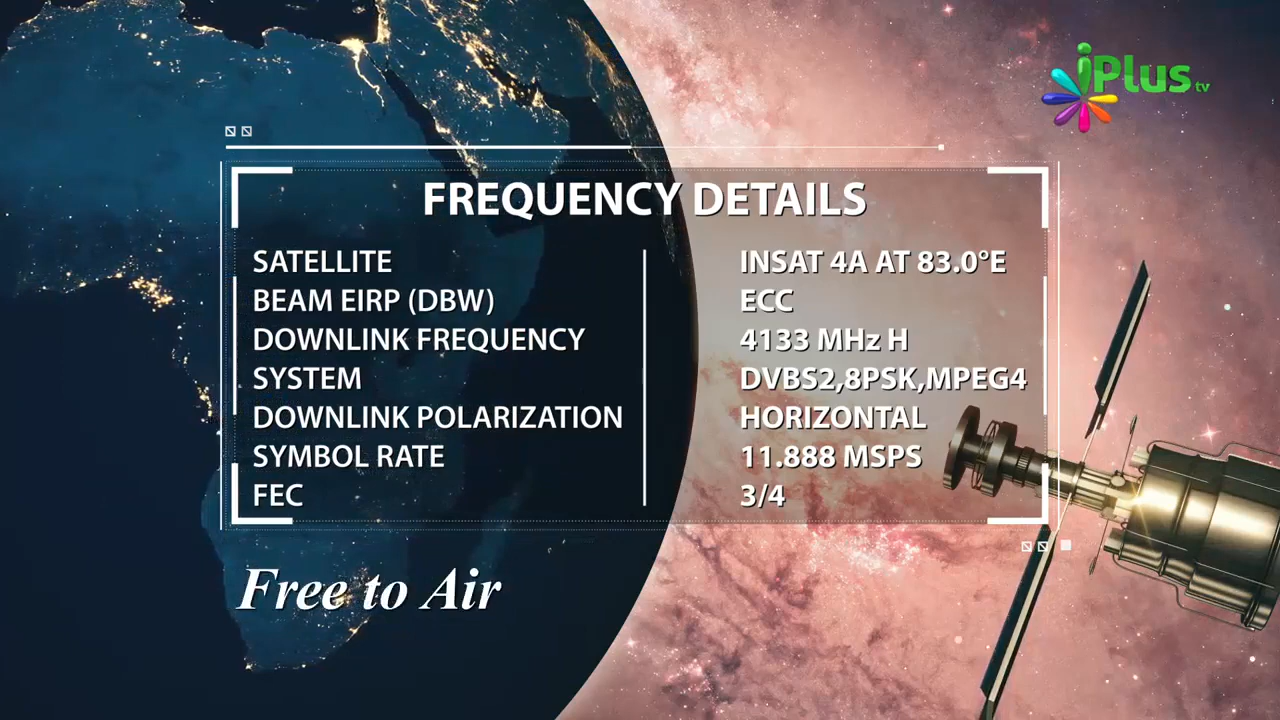 iPlus tv
FREQUENCY DETAILS
SATELLITE INSAT 4A AT 83.0°E
BEAM EIRP (DBW) ECC
DOWNLINK FREQUENCY 4133 MHz H
SYSTEM DVBS2,8PSK,MPEG4
DOWNLINK POLARIZATION HORIZONTAL
SYMBOL RATE 11.888 MSPS
FEC 3/4
Free to Air